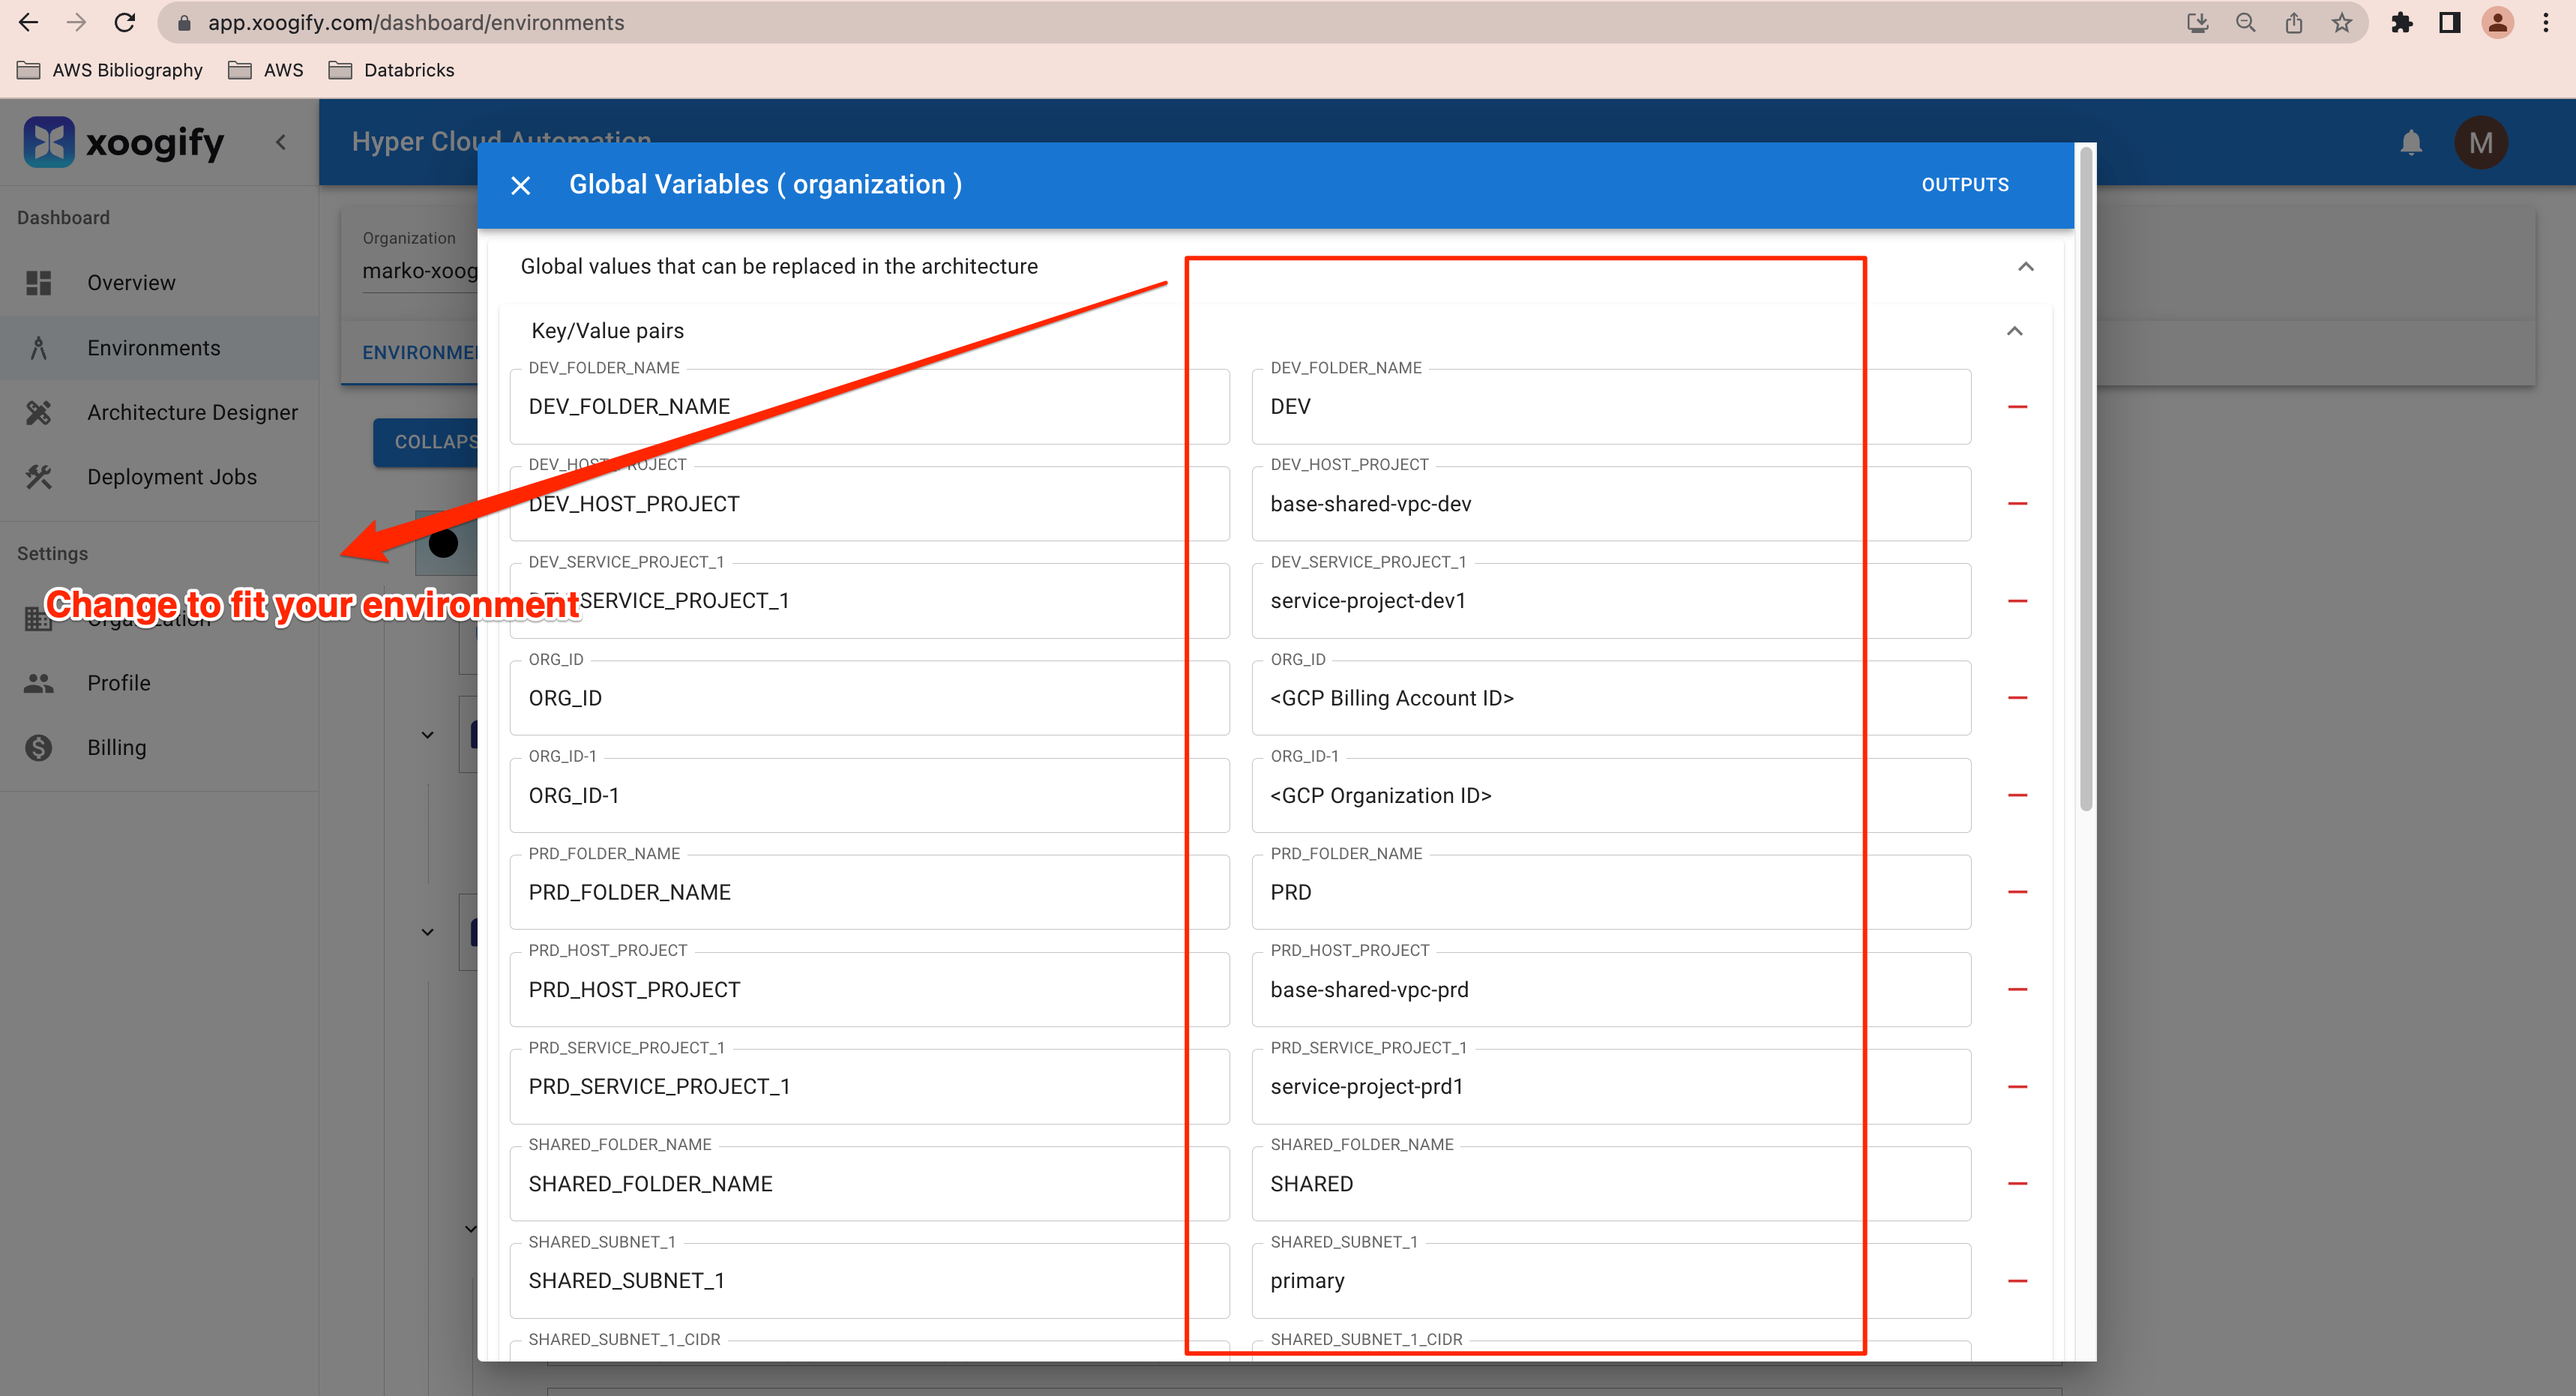 app.xoogify.com/dashboard/environments
AWS Bibliography AWS Databricks
xoogify
Hyper Cloud Automation
M
Global Variables ( organization )
OUTPUTS
Dashboard
Overview
Environments
Architecture Designer
Deployment Jobs
Settings
Change to fit your environment
Organization
Profile
Billing
Organization
marko-xoog
ENVIRONME
COLLAPS
Global values that can be replaced in the architecture
Key/Value pairs
DEV_FOLDER_NAME DEV_FOLDER_NAME
DEV_FOLDER_NAME DEV
DEV_HOST_PROJECT DEV_HOST_PROJECT
DEV_HOST_PROJECT base-shared-vpc-dev
DEV_SERVICE_PROJECT_1 DEV_SERVICE_PROJECT_1
DEV_SERVICE_PROJECT_1 service-project-dev1
ORG_ID ORG_ID
ORG_ID <GCP Billing Account ID>
ORG_ID-1 ORG_ID-1
ORG_ID-1 <GCP Organization ID>
PRD_FOLDER_NAME PRD_FOLDER_NAME
PRD_FOLDER_NAME PRD
PRD_HOST_PROJECT PRD_HOST_PROJECT
PRD_HOST_PROJECT base-shared-vpc-prd
PRD_SERVICE_PROJECT_1 PRD_SERVICE_PROJECT_1
PRD_SERVICE_PROJECT_1 service-project-prd1
SHARED_FOLDER_NAME SHARED_FOLDER_NAME
SHARED_FOLDER_NAME SHARED
SHARED_SUBNET_1 SHARED_SUBNET_1
SHARED_SUBNET_1 primary
SHARED_SUBNET_1_CIDR SHARED_SUBNET_1_CIDR